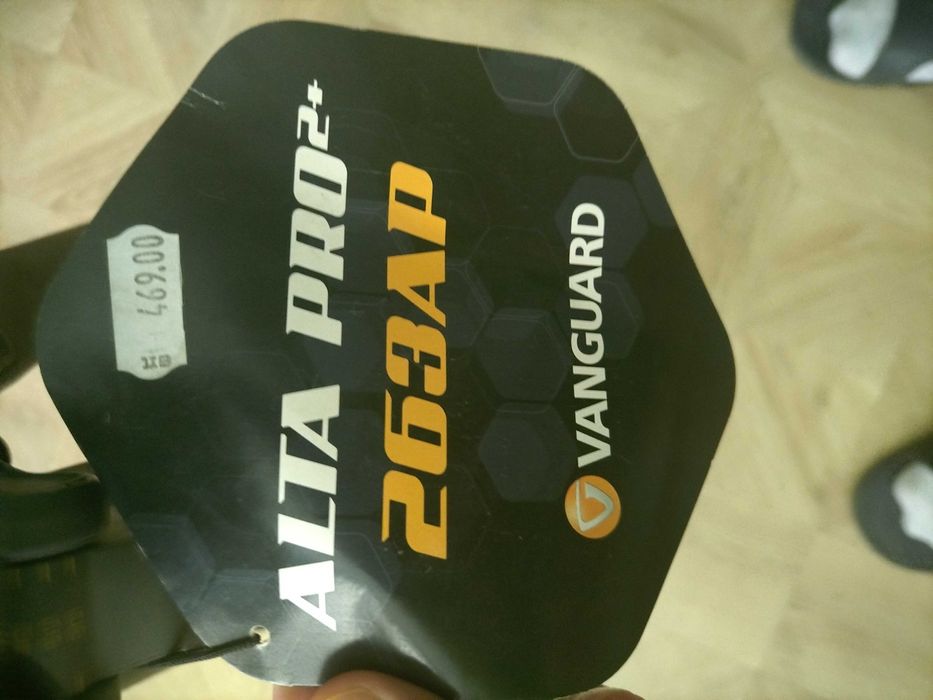 469.00
ALTA PRO2+
263AP
VANGUARD